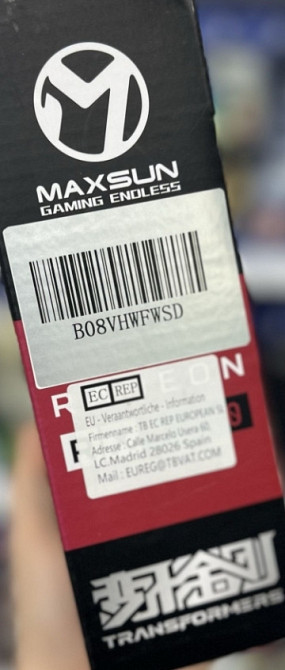 MAXSUN
GAMING ENDLESS
B08VHWFWSD
R EON
EC REP
EU - Verantwortliche - Information
Firmenname : TB EC REP EUROPEAN SL
Adresse : Calle Marcelo Usera 60,
LC.Madrid 28026 Spain
Mail : EUREG@TBVAT.COM
TRANSFORMERS